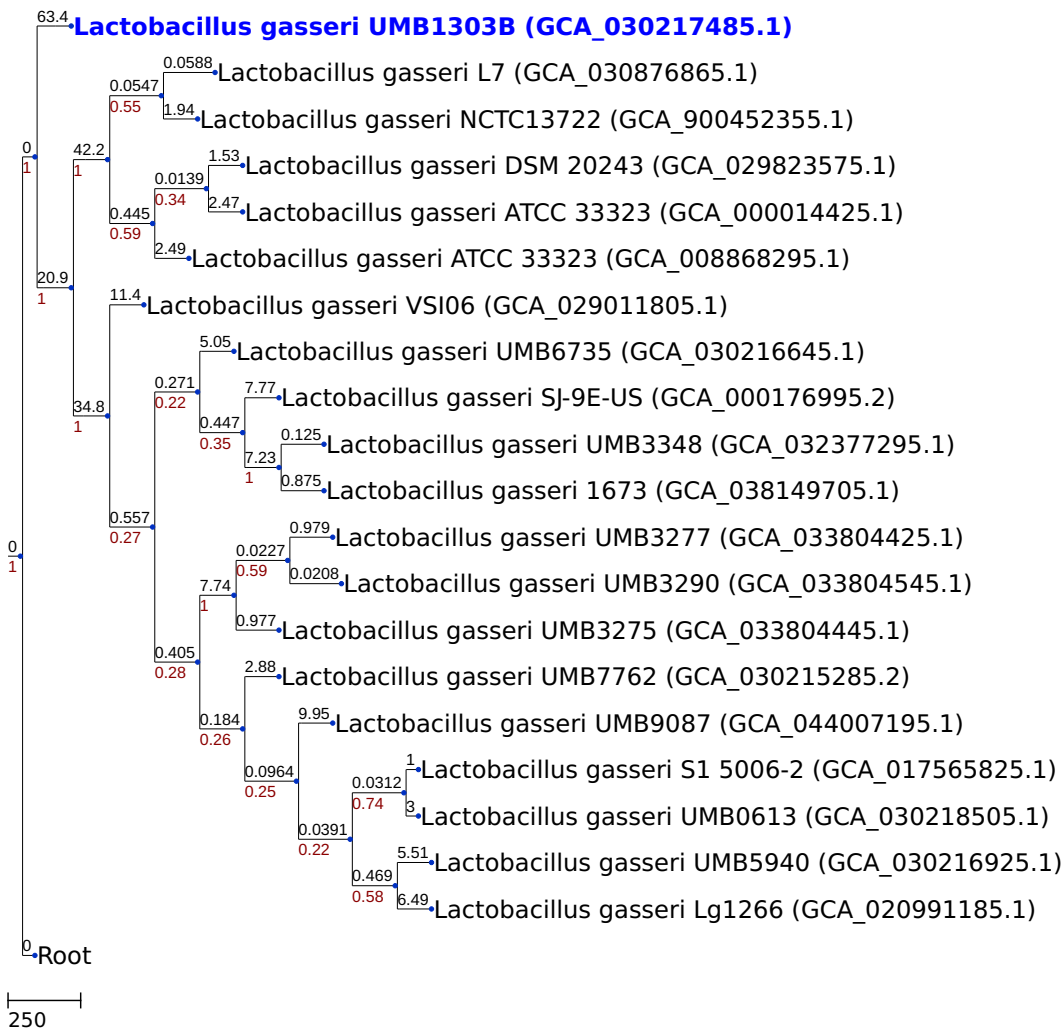 63.4
Lactobacillus gasseri UMB1303B (GCA_030217485.1)
0.0588
Lactobacillus gasseri L7 (GCA_030876865.1)
0.0547
0.55
1.94
Lactobacillus gasseri NCTC13722 (GCA_900452355.1)
0
1
42.2
1
1.53
Lactobacillus gasseri DSM 20243 (GCA_029823575.1)
0.0139
0.34
2.47
Lactobacillus gasseri ATCC 33323 (GCA_000014425.1)
0.445
0.59
2.49
Lactobacillus gasseri ATCC 33323 (GCA_008868295.1)
20.9
1
11.4
Lactobacillus gasseri VSI06 (GCA_029011805.1)
5.05
Lactobacillus gasseri UMB6735 (GCA_030216645.1)
0.271
0.22
7.77
Lactobacillus gasseri SJ-9E-US (GCA_000176995.2)
34.8
1
0.447
0.35
0.125
Lactobacillus gasseri UMB3348 (GCA_032377295.1)
7.23
1
0.875
Lactobacillus gasseri 1673 (GCA_038149705.1)
0.557
0.27
0.979
Lactobacillus gasseri UMB3277 (GCA_033804425.1)
0
1
0.0227
0.59
0.0208
Lactobacillus gasseri UMB3290 (GCA_033804545.1)
7.74
1
0.977
Lactobacillus gasseri UMB3275 (GCA_033804445.1)
0.405
0.28
2.88
Lactobacillus gasseri UMB7762 (GCA_030215285.2)
0.184
0.26
9.95
Lactobacillus gasseri UMB9087 (GCA_044007195.1)
0.0964
0.25
1
Lactobacillus gasseri S1 5006-2 (GCA_017565825.1)
0.0312
0.74
3
Lactobacillus gasseri UMB0613 (GCA_030218505.1)
0.0391
0.22
5.51
Lactobacillus gasseri UMB5940 (GCA_030216925.1)
0.469
0.58
6.49
Lactobacillus gasseri Lg1266 (GCA_020991185.1)
0
Root
250